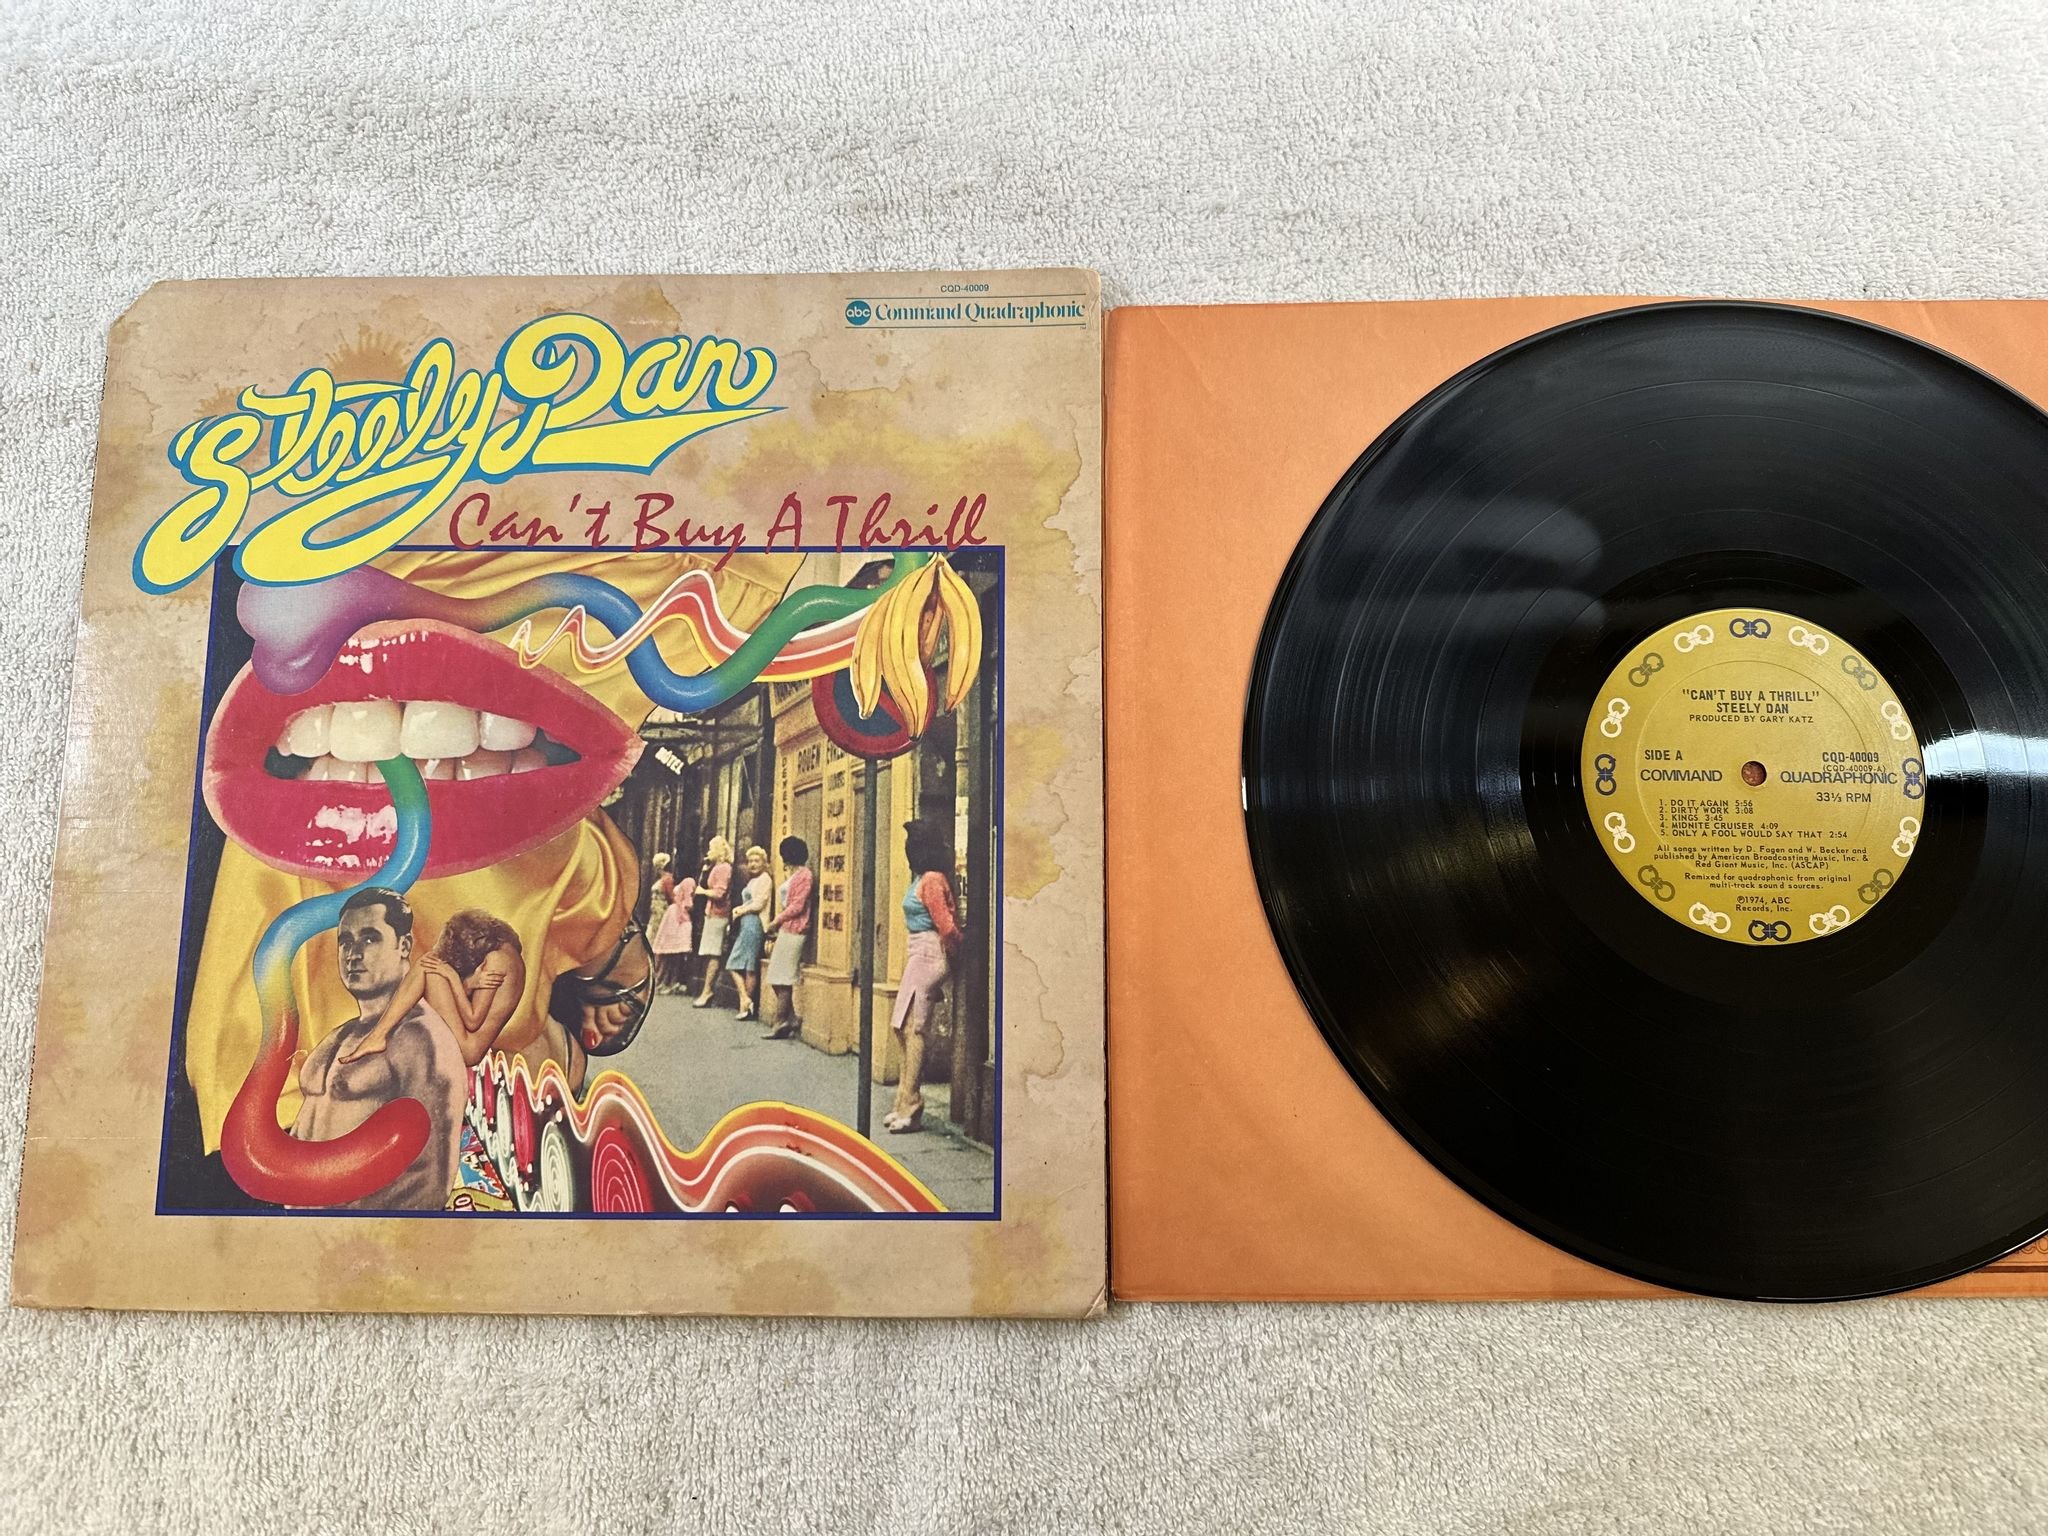 CQD-40009
abc Command Quadraphonic
TM
Steely Dan
Can't Buy A Thrill
HOTEL
ROUEN
"CAN'T BUY A THRILL"
STEELY DAN
PRODUCED BY GARY KATZ
SIDE A
CQD-40009
(CQD-40009-A)
COMMAND QUADRAPHONIC
33⅓ RPM
1. DO IT AGAIN 5:56
2. DIRTY WORK 3:08
3. KINGS 3:45
4. MIDNITE CRUISER 4:09
5. ONLY A FOOL WOULD SAY THAT 2:54
All songs written by D. Fagen and W. Becker and
published by American Broadcasting Music, Inc. &
Red Giant Music, Inc. (ASCAP)
Remixed for quadraphonic from original
multi-track sound sources.
℗1974, ABC
Records, Inc.